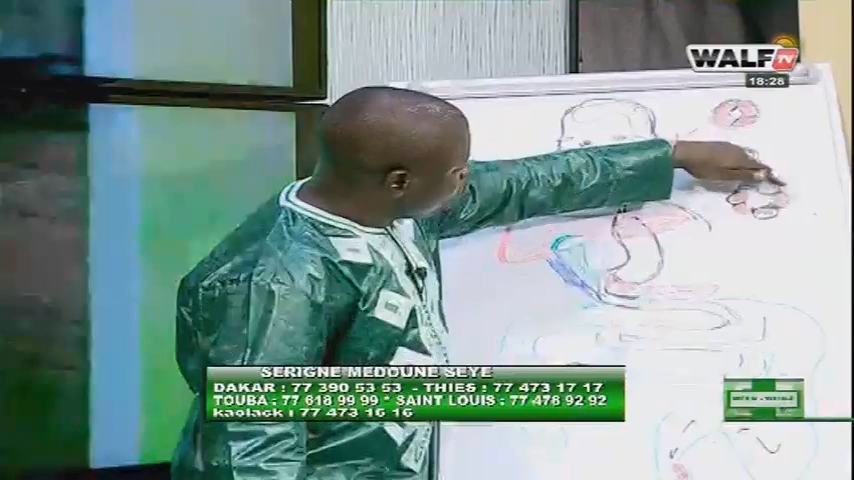 WALF TV
18:28
SERIGNE MEDOUNE SEYE
DAKAR : 77 390 53 53 - THIES : 77 473 17 17
TOUBA : 77 618 99 99 * SAINT LOUIS : 77 478 92 92
kaolack : 77 473 16 16